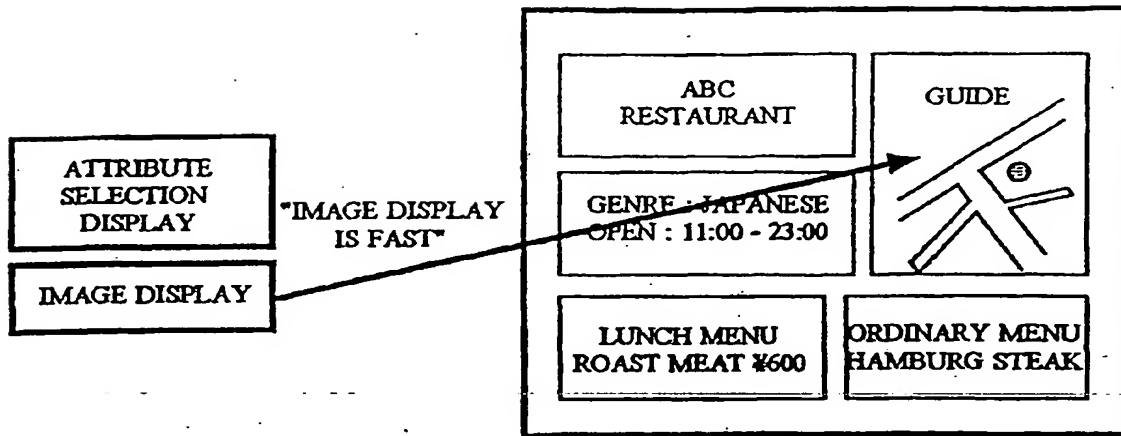 ATTRIBUTE
SELECTION
DISPLAY
IMAGE DISPLAY
"IMAGE DISPLAY
IS FAST"
ABC
RESTAURANT
GUIDE
GENRE : JAPANESE
OPEN : 11:00 - 23:00
LUNCH MENU
ROAST MEAT ¥600
ORDINARY MENU
HAMBURG STEAK